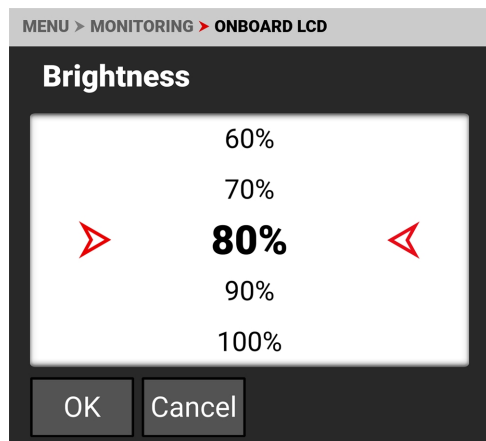 MENU > MONITORING > ONBOARD LCD
Brightness
60%
70%
80%
90%
100%
OK Cancel